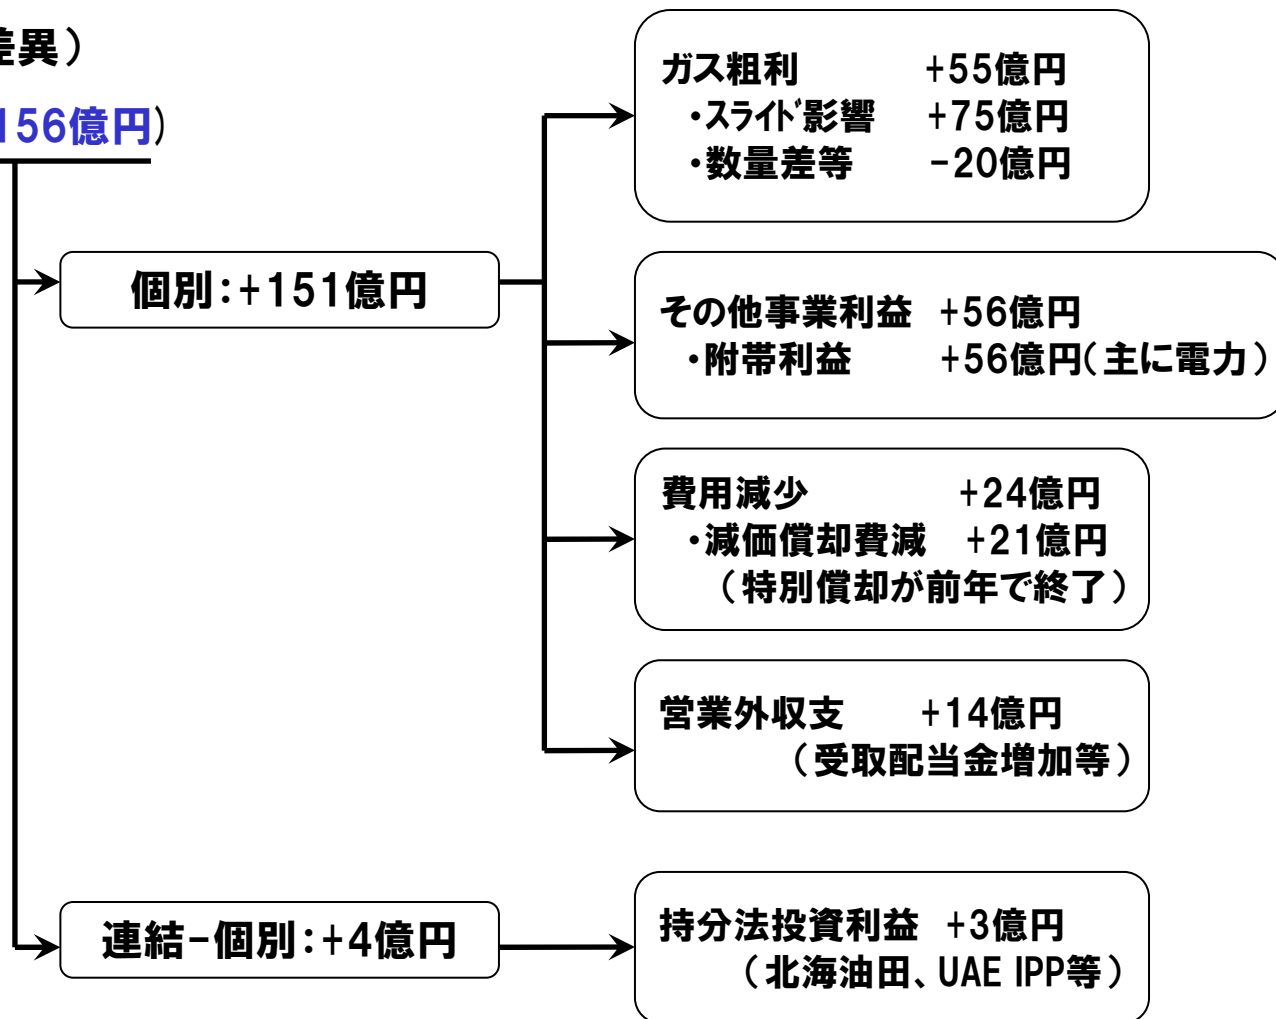 差異）
156億円)
ガス粗利 +55億円
・スライド影響 +75億円
・数量差等 -20億円
個別:+151億円
その他事業利益 +56億円
・附帯利益 +56億円(主に電力)
費用減少 +24億円
・減価償却費減 +21億円
（特別償却が前年で終了）
営業外収支 +14億円
（受取配当金増加等）
連結-個別:+4億円
持分法投資利益 +3億円
（北海油田、UAE IPP等）